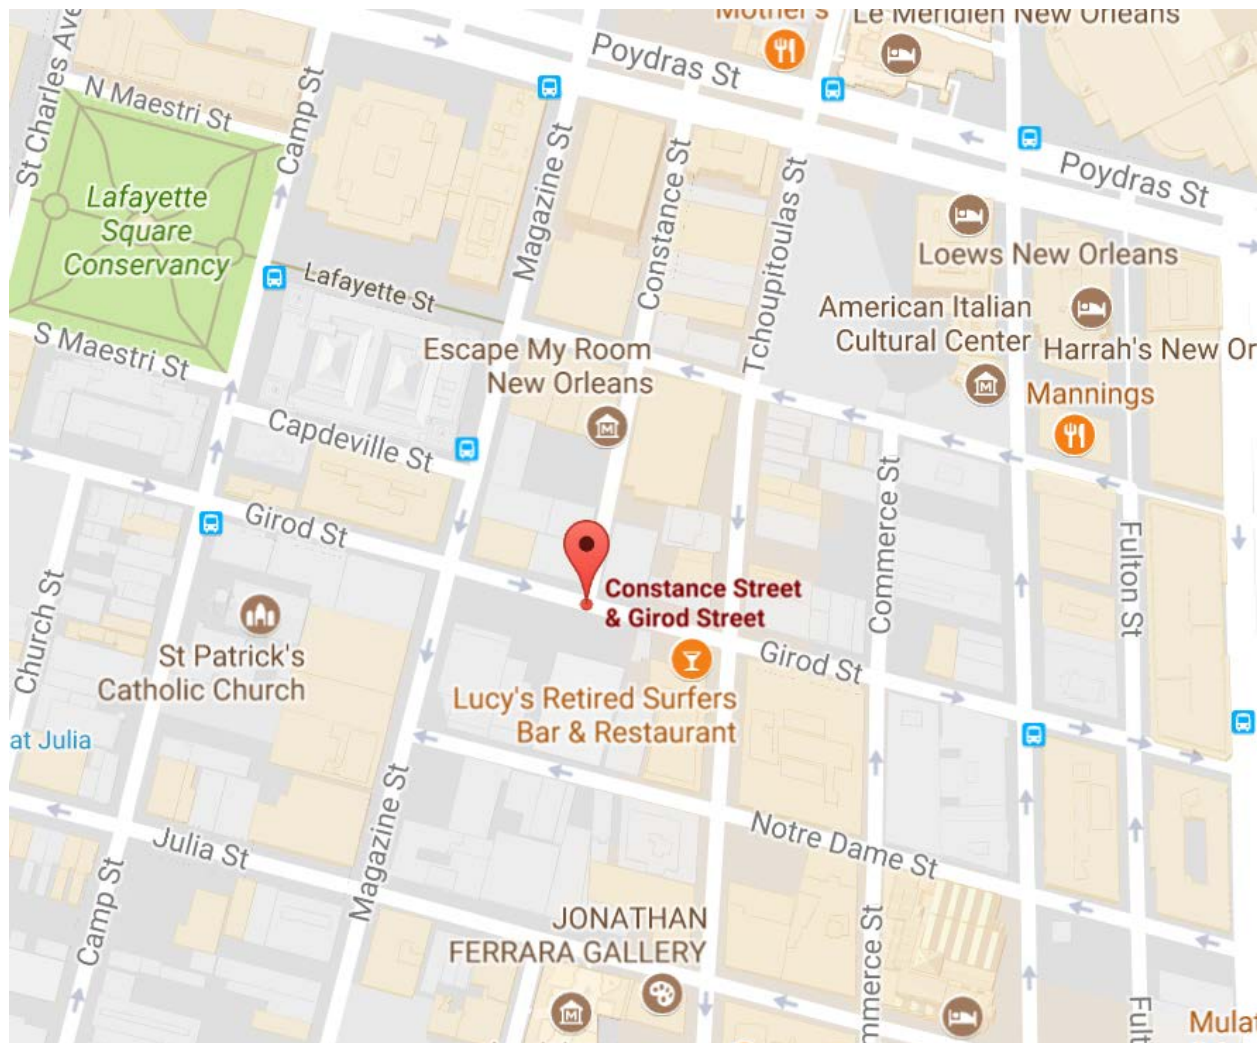 Mother's
Le Meridien New Orleans
St Charles Ave
N Maestri St
Camp St
Poydras St
Poydras St
Lafayette
Square
Conservancy
Magazine St
Constance St
Tchoupitoulas St
Loews New Orleans
Lafayette St
American Italian
Cultural Center
Harrah's New Or
S Maestri St
Escape My Room
New Orleans
Mannings
Capdeville St
Girod St
Commerce St
Fulton St
Constance Street
& Girod Street
Church St
St Patrick's
Catholic Church
Girod St
Lucy's Retired Surfers
Bar & Restaurant
at Julia
Magazine St
Notre Dame St
Julia St
Camp St
JONATHAN
FERRARA GALLERY
mmerce St
Fult
Mulat